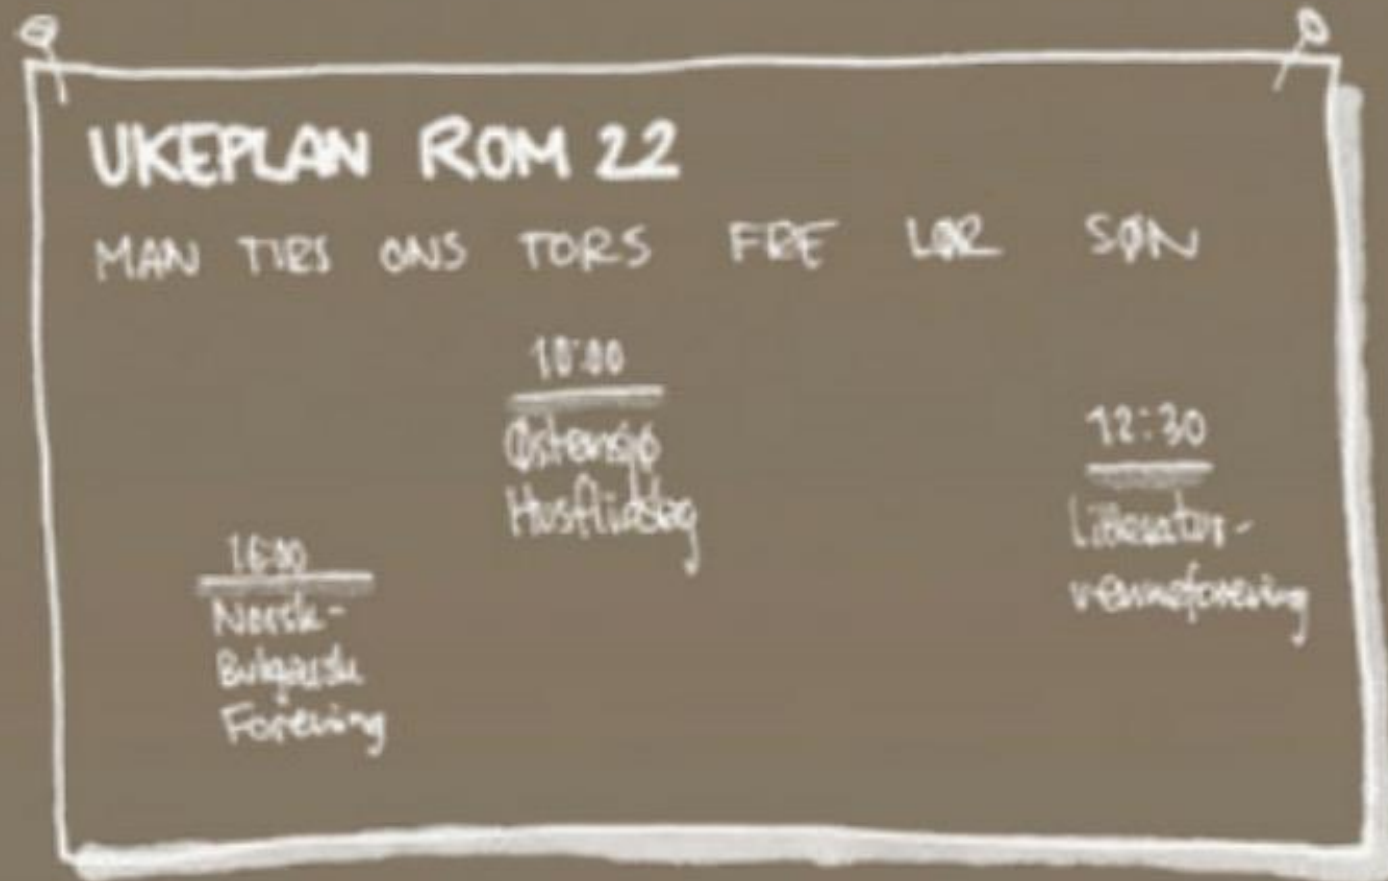 UKEPLAN ROM 22
MAN TIRS ONS TORS FRE LØR SØN
10:00
Østensjø
Husflidslag
12:30
Litteratur-
venneforening
16:00
Norsk-
Bulgarsk
Forening